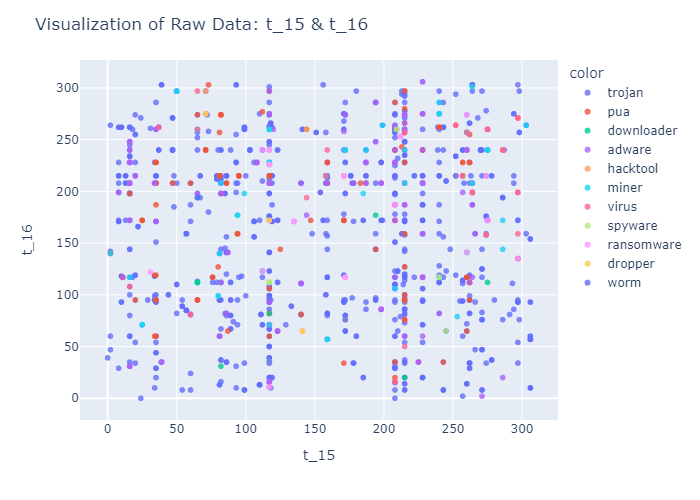 Visualization of Raw Data: t_15 & t_16
color
trojan
pua
downloader
adware
hacktool
miner
virus
spyware
ransomware
dropper
worm
300
250
200
150
100
50
0
t_16
0 50 100 150 200 250 300
t_15